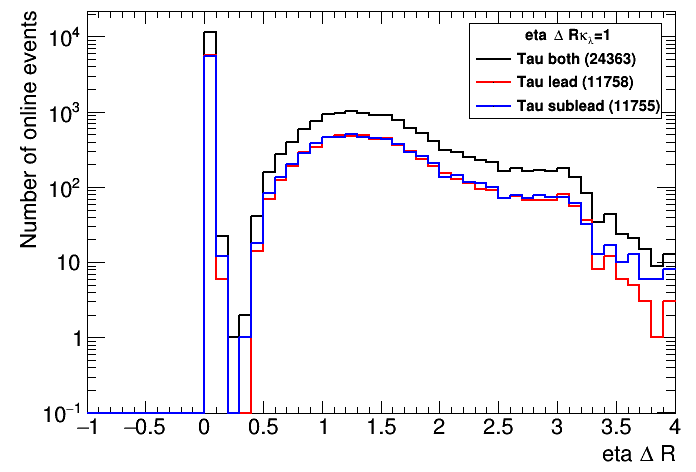 Number of online events
eta Δ Rκλ=1
Tau both (24363)
Tau lead (11758)
Tau sublead (11755)
10⁴
10³
10²
10
1
10⁻¹
−1 −0.5 0 0.5 1 1.5 2 2.5 3 3.5 4
eta Δ R